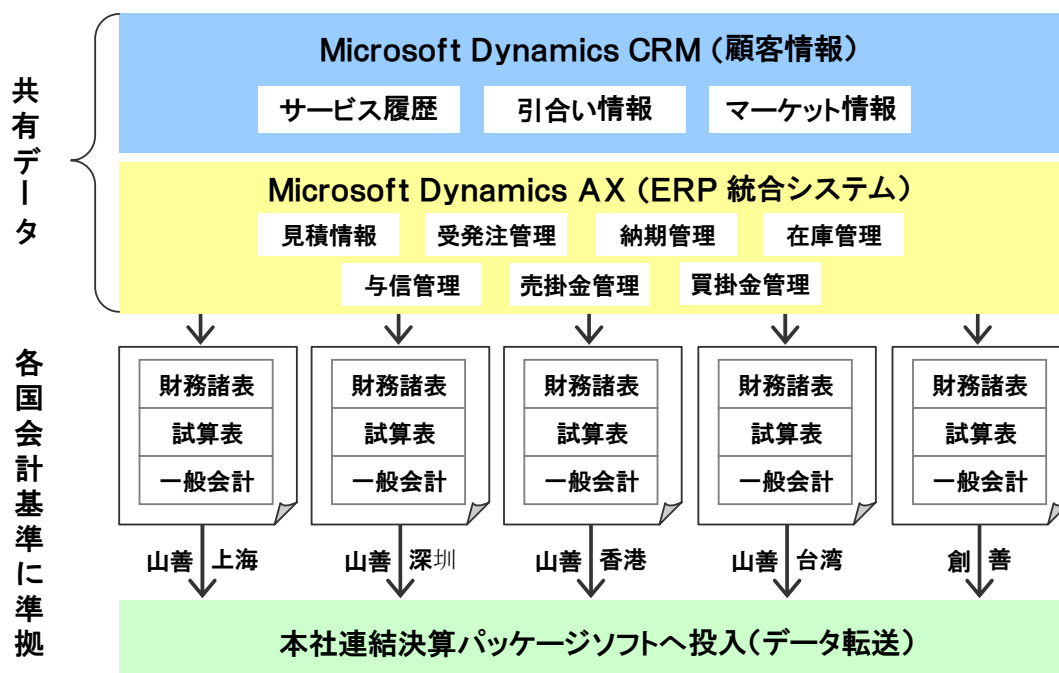 共有データ
Microsoft Dynamics CRM（顧客情報）
サービス履歴 引合い情報 マーケット情報
Microsoft Dynamics AX（ERP 統合システム）
見積情報 受発注管理 納期管理 在庫管理
与信管理 売掛金管理 買掛金管理
各国会計基準に準拠
財務諸表 財務諸表 財務諸表 財務諸表 財務諸表
試算表 試算表 試算表 試算表 試算表
一般会計 一般会計 一般会計 一般会計 一般会計
山善 上海 山善 深圳 山善 香港 山善 台湾 創 善
本社連結決算パッケージソフトへ投入（データ転送）